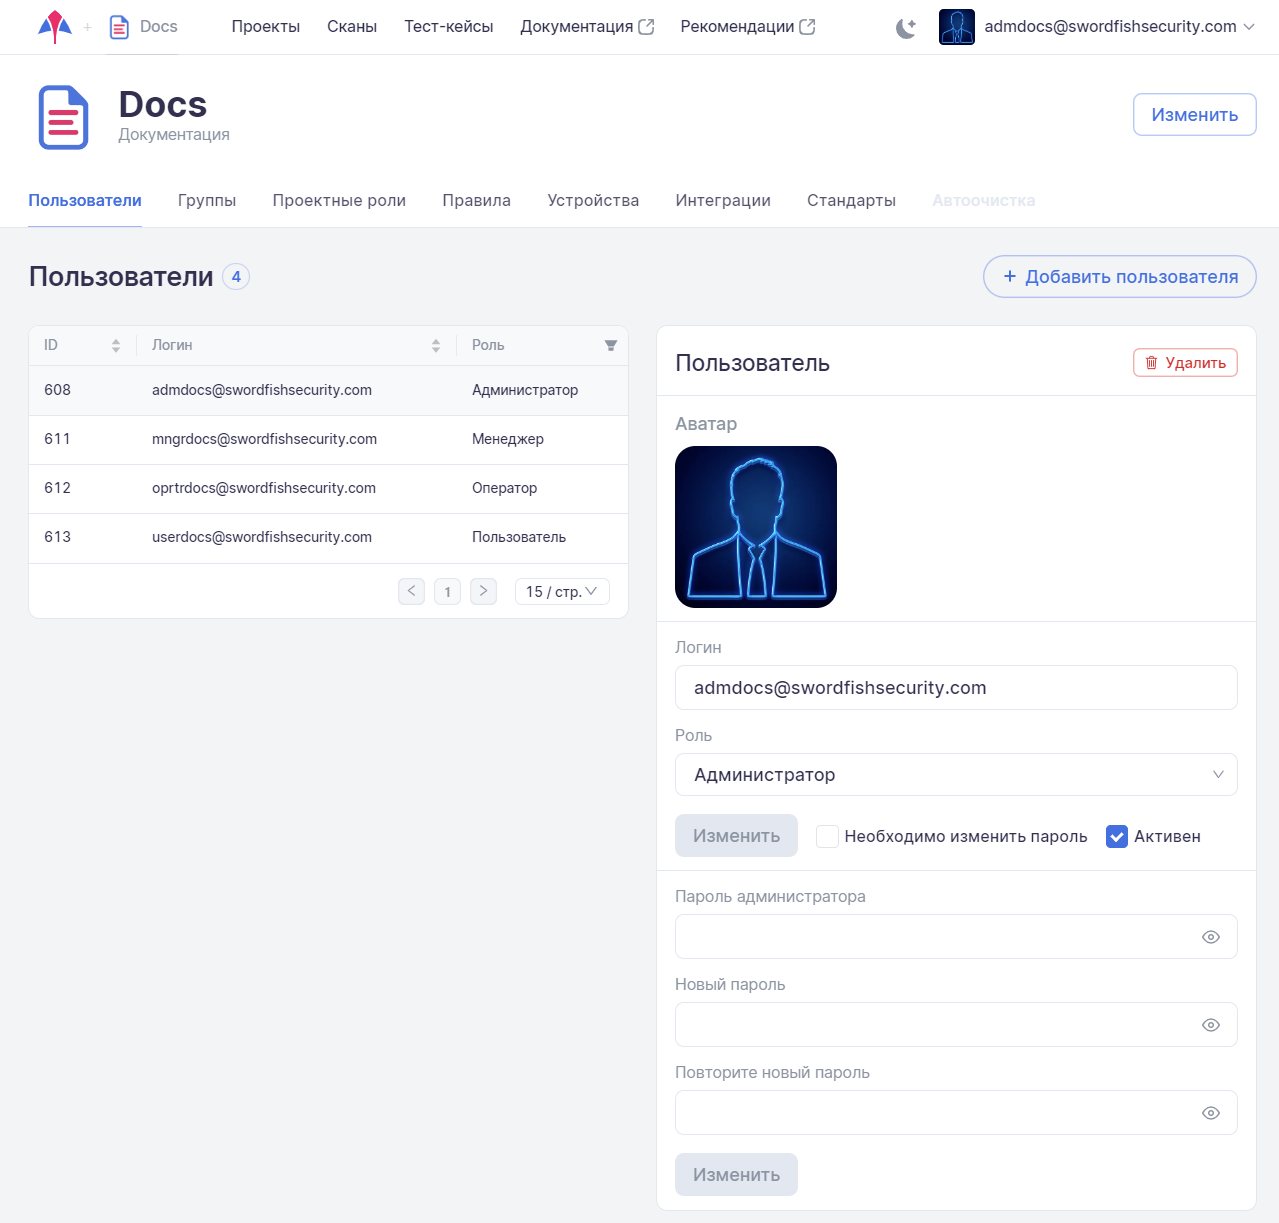 Docs Проекты Сканы Тест-кейсы Документация Рекомендации admdocs@swordfishsecurity.com
Docs
Документация
Изменить
Пользователи Группы Проектные роли Правила Устройства Интеграции Стандарты Автоочистка
Пользователи 4
+ Добавить пользователя
ID Логин Роль
608 admdocs@swordfishsecurity.com Администратор
611 mngrdocs@swordfishsecurity.com Менеджер
612 oprtrdocs@swordfishsecurity.com Оператор
613 userdocs@swordfishsecurity.com Пользователь
< 1 > 15 / стр.
Пользователь
Удалить
Аватар
Логин
admdocs@swordfishsecurity.com
Роль
Администратор
Изменить Необходимо изменить пароль Активен
Пароль администратора
Новый пароль
Повторите новый пароль
Изменить